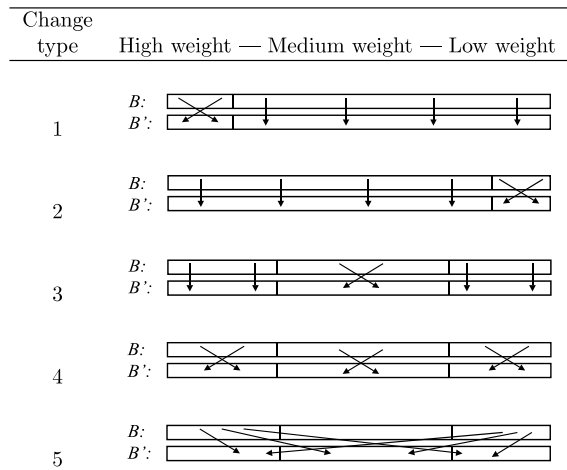 Change
type High weight — Medium weight — Low weight
B:
1 B':
B:
2 B':
B:
3 B':
B:
4 B':
B:
5 B':